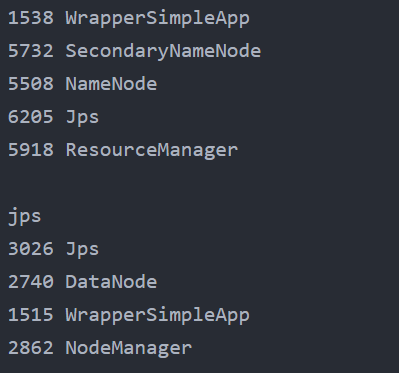 1538 WrapperSimpleApp
5732 SecondaryNameNode
5508 NameNode
6205 Jps
5918 ResourceManager
jps
3026 Jps
2740 DataNode
1515 WrapperSimpleApp
2862 NodeManager